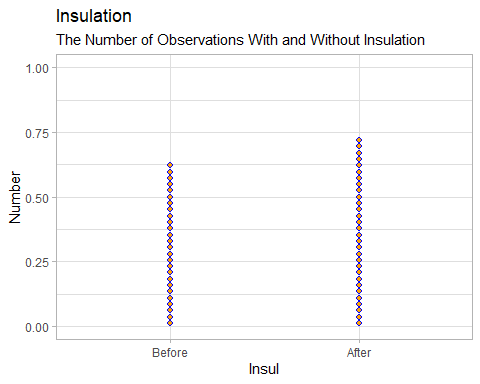 Insulation
The Number of Observations With and Without Insulation
1.00
0.75
0.50
0.25
0.00
Number
Before
After
Insul